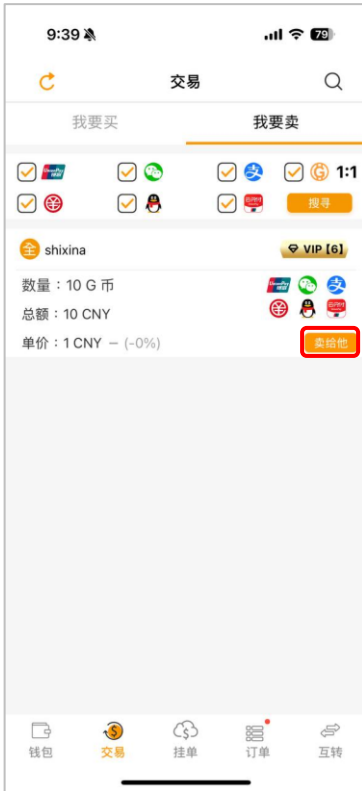 9:39 79
交易
我要买 我要卖
1:1
搜寻
全 shixina VIP【6】
数量：10 G 币
总额：10 CNY
单价：1 CNY − (-0%) 卖给他
钱包 交易 挂单 订单 互转